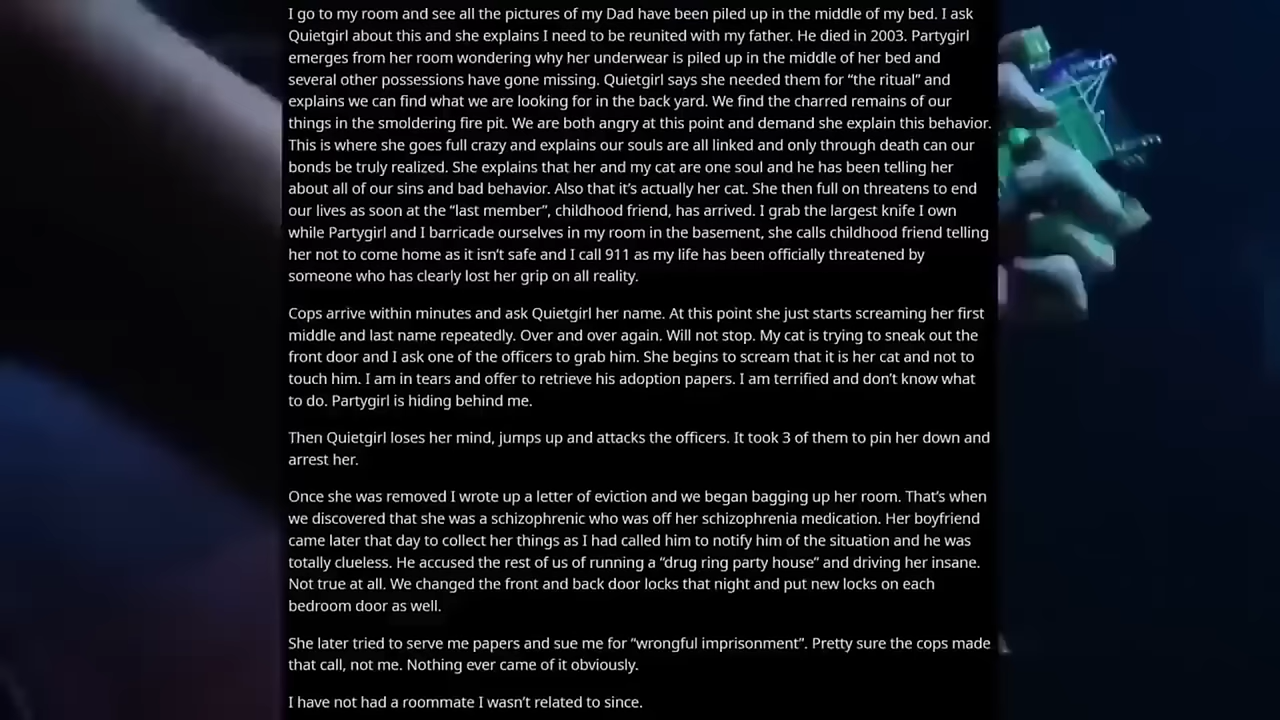 I go to my room and see all the pictures of my Dad have been piled up in the middle of my bed. I ask
Quietgirl about this and she explains I need to be reunited with my father. He died in 2003. Partygirl
emerges from her room wondering why her underwear is piled up in the middle of her bed and
several other possessions have gone missing. Quietgirl says she needed them for “the ritual” and
explains we can find what we are looking for in the back yard. We find the charred remains of our
things in the smoldering fire pit. We are both angry at this point and demand she explain this behavior.
This is where she goes full crazy and explains our souls are all linked and only through death can our
bonds be truly realized. She explains that her and my cat are one soul and he has been telling her
about all of our sins and bad behavior. Also that it’s actually her cat. She then full on threatens to end
our lives as soon at the “last member”, childhood friend, has arrived. I grab the largest knife I own
while Partygirl and I barricade ourselves in my room in the basement, she calls childhood friend telling
her not to come home as it isn’t safe and I call 911 as my life has been officially threatened by
someone who has clearly lost her grip on all reality.
Cops arrive within minutes and ask Quietgirl her name. At this point she just starts screaming her first
middle and last name repeatedly. Over and over again. Will not stop. My cat is trying to sneak out the
front door and I ask one of the officers to grab him. She begins to scream that it is her cat and not to
touch him. I am in tears and offer to retrieve his adoption papers. I am terrified and don’t know what
to do. Partygirl is hiding behind me.
Then Quietgirl loses her mind, jumps up and attacks the officers. It took 3 of them to pin her down and
arrest her.
Once she was removed I wrote up a letter of eviction and we began bagging up her room. That’s when
we discovered that she was a schizophrenic who was off her schizophrenia medication. Her boyfriend
came later that day to collect her things as I had called him to notify him of the situation and he was
totally clueless. He accused the rest of us of running a “drug ring party house” and driving her insane.
Not true at all. We changed the front and back door locks that night and put new locks on each
bedroom door as well.
She later tried to serve me papers and sue me for “wrongful imprisonment”. Pretty sure the cops made
that call, not me. Nothing ever came of it obviously.
I have not had a roommate I wasn’t related to since.